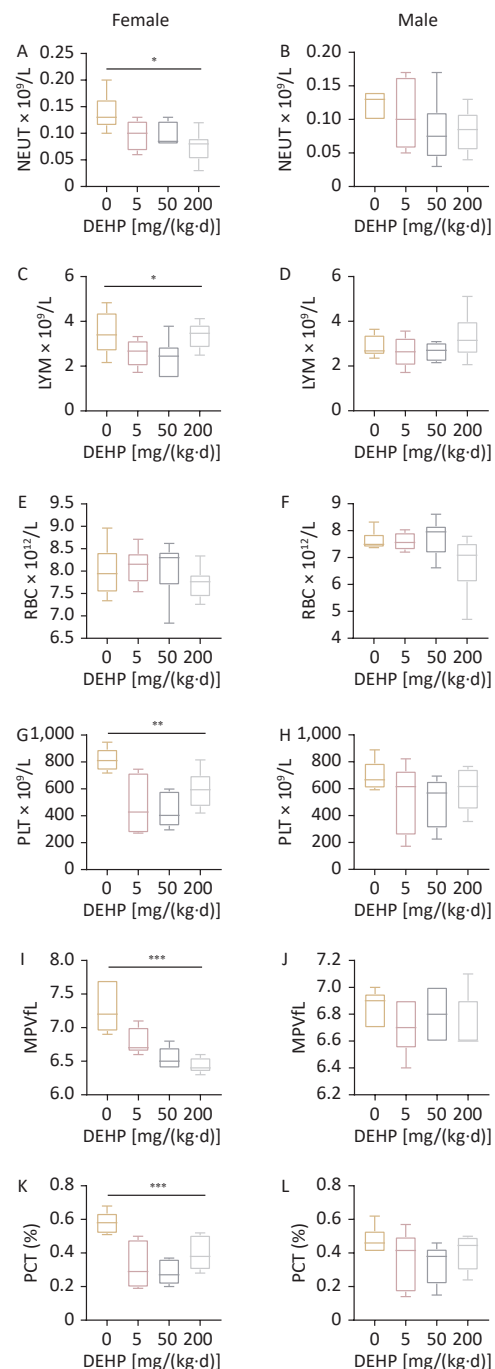 Female
Male
A
NEUT × 10⁹/L
*
0.25
0.20
0.15
0.10
0.05
0
0 5 50 200
DEHP [mg/(kg·d)]
B
NEUT × 10⁹/L
0.20
0.15
0.10
0.05
0.00
0 5 50 200
DEHP [mg/(kg·d)]
C
LYM × 10⁹/L
*
6
4
2
0
0 5 50 200
DEHP [mg/(kg·d)]
D
LYM × 10⁹/L
6
4
2
0
0 5 50 200
DEHP [mg/(kg·d)]
E
RBC × 10¹²/L
9.5
9.0
8.5
8.0
7.5
7.0
6.5
0 5 50 200
DEHP [mg/(kg·d)]
F
RBC × 10¹²/L
9
8
7
6
5
4
0 5 50 200
DEHP [mg/(kg·d)]
G
PLT × 10⁹/L
**
1,000
800
600
400
200
0
0 5 50 200
DEHP [mg/(kg·d)]
H
PLT × 10⁹/L
1,000
800
600
400
200
0
0 5 50 200
DEHP [mg/(kg·d)]
I
MPVfL
***
8.0
7.5
7.0
6.5
6.0
0 5 50 200
DEHP [mg/(kg·d)]
J
MPVfL
7.2
7.0
6.8
6.6
6.4
6.2
0 5 50 200
DEHP [mg/(kg·d)]
K
PCT (%)
***
0.8
0.6
0.4
0.2
0
0 5 50 200
DEHP [mg/(kg·d)]
L
PCT (%)
0.8
0.6
0.4
0.2
0
0 5 50 200
DEHP [mg/(kg·d)]